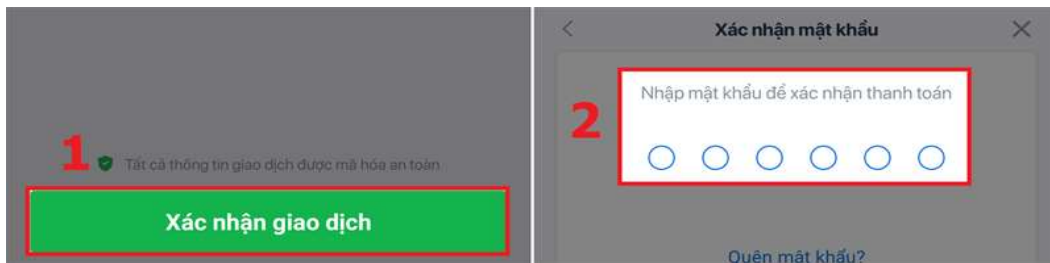 1
Tất cả thông tin giao dịch được mã hóa an toàn
Xác nhận giao dịch
Xác nhận mật khẩu
2
Nhập mật khẩu để xác nhận thanh toán
Quên mật khẩu?